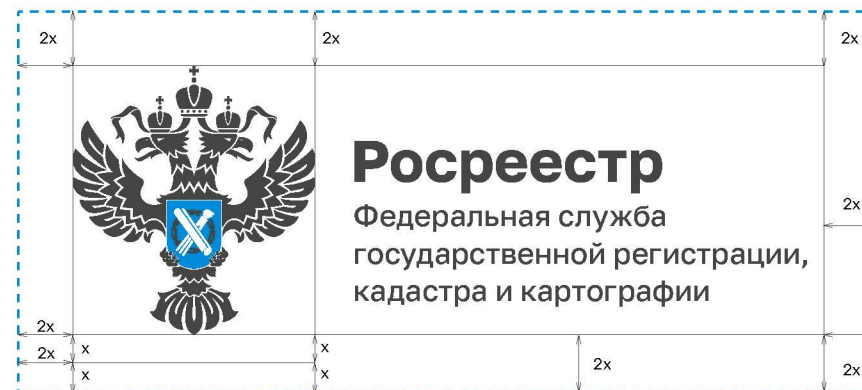 2x 2x 2x
Росреестр
Федеральная служба
государственной регистрации,
кадастра и картографии
2x
2x
2x x x 2x 2x
x x